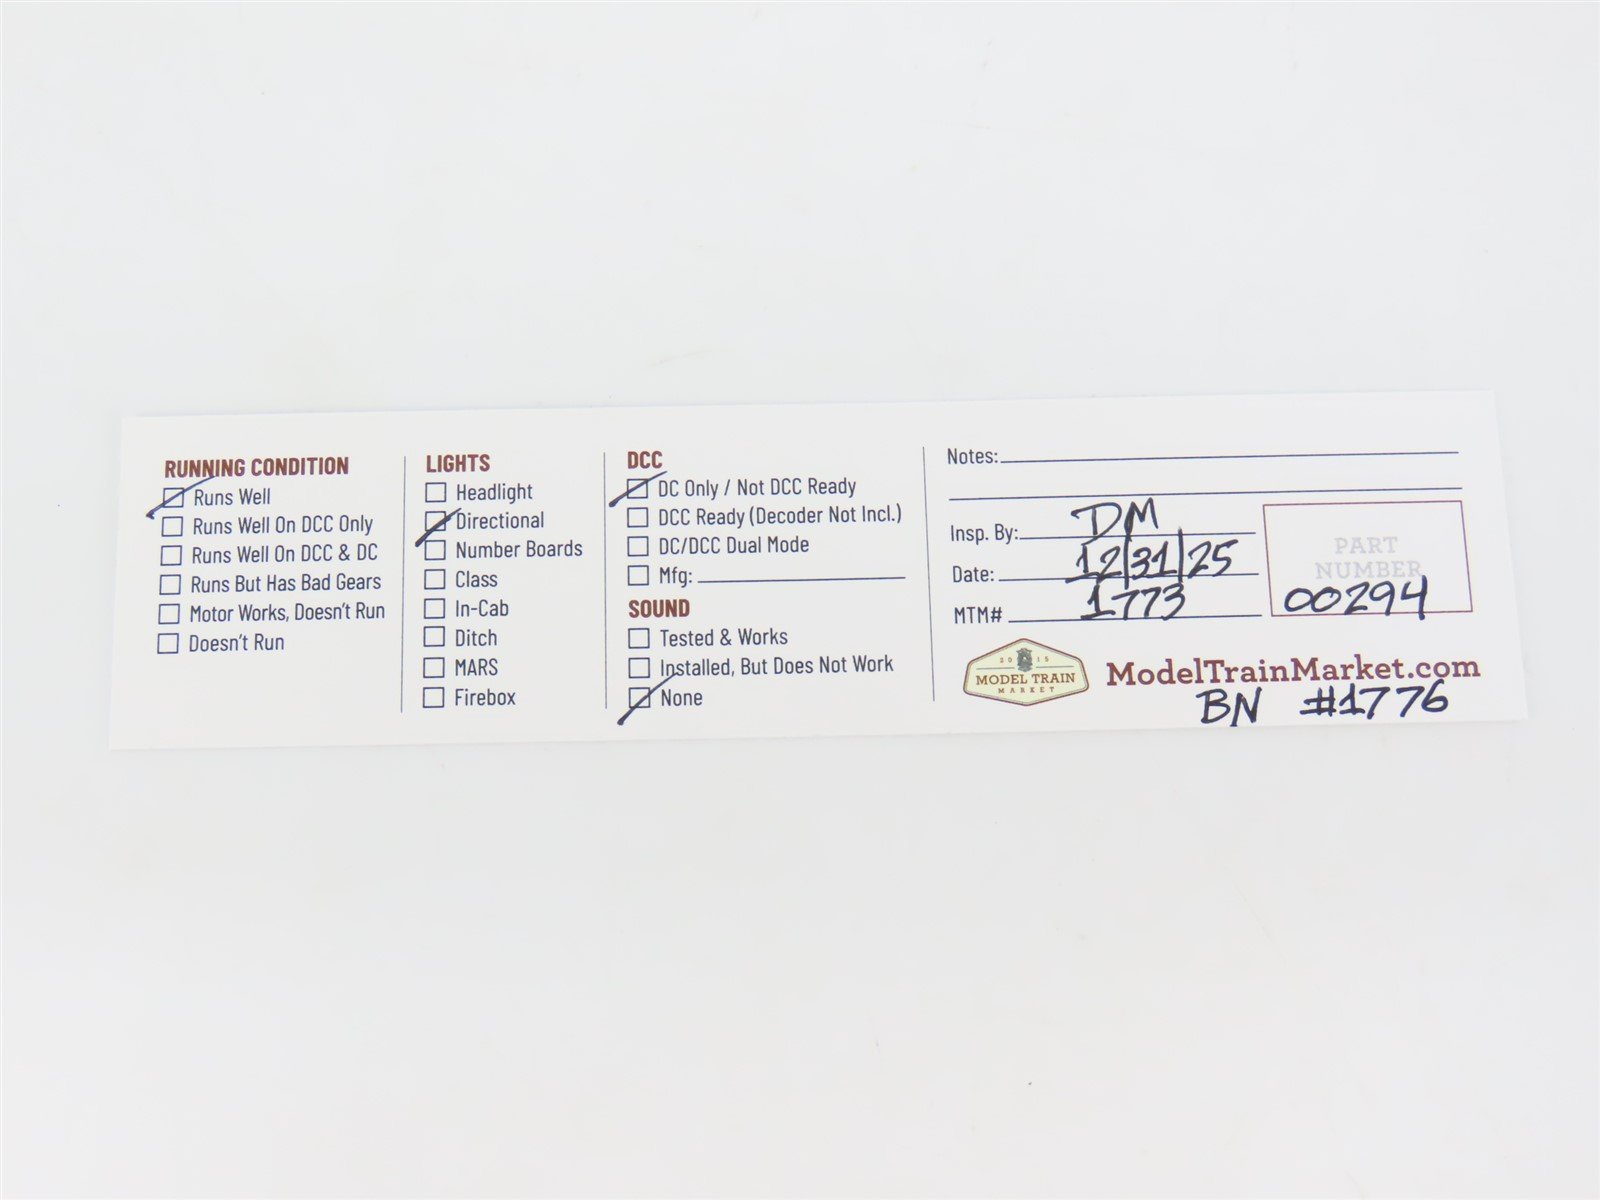 RUNNING CONDITION
Runs Well
Runs Well On DCC Only
Runs Well On DCC & DC
Runs But Has Bad Gears
Motor Works, Doesn't Run
Doesn't Run
LIGHTS
Headlight
Directional
Number Boards
Class
In-Cab
Ditch
MARS
Firebox
DCC
DC Only / Not DCC Ready
DCC Ready (Decoder Not Incl.)
DC/DCC Dual Mode
Mfg:
SOUND
Tested & Works
Installed, But Does Not Work
None
Notes:
Insp. By: DM
Date: 12/31/25
MTM# 1773
PART
NUMBER
00294
2015
MODEL TRAIN
MARKET
ModelTrainMarket.com
BN #1776